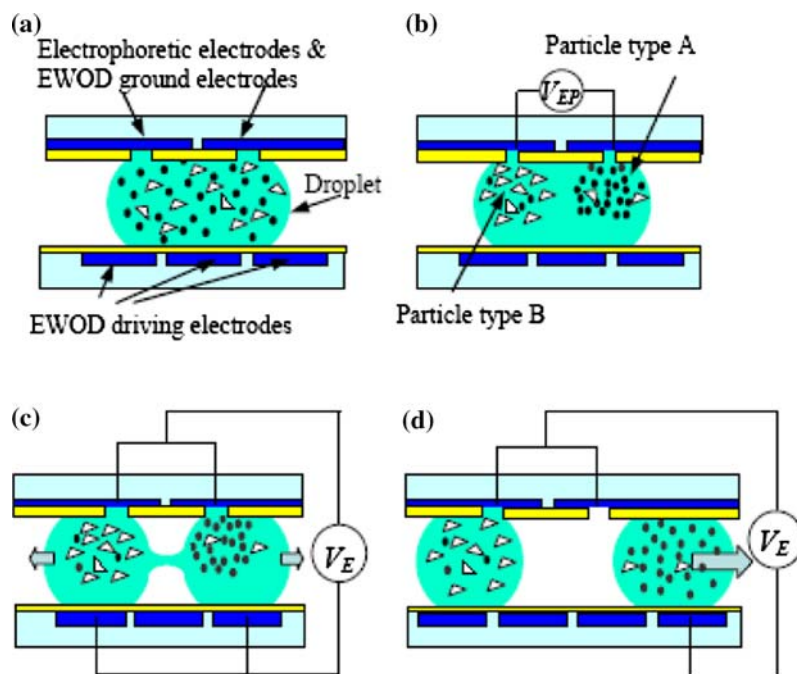 (a)
Electrophoretic electrodes &
EWOD ground electrodes
Droplet
EWOD driving electrodes
(b)
Particle type A
V_EP
Particle type B
(c)
V_E
(d)
V_E